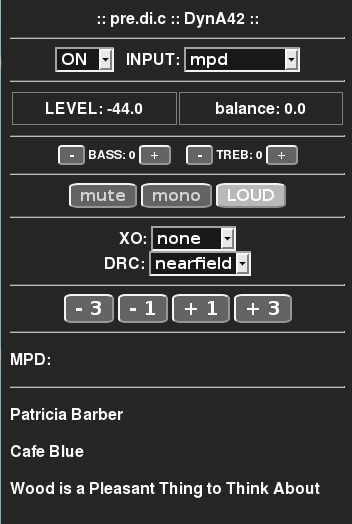 :: pre.di.c :: DynA42 ::
ON INPUT: mpd
LEVEL: -44.0 balance: 0.0
- BASS: 0 + - TREB: 0 +
mute mono LOUD
XO: none
DRC: nearfield
- 3 - 1 + 1 + 3
MPD:
Patricia Barber
Cafe Blue
Wood is a Pleasant Thing to Think About